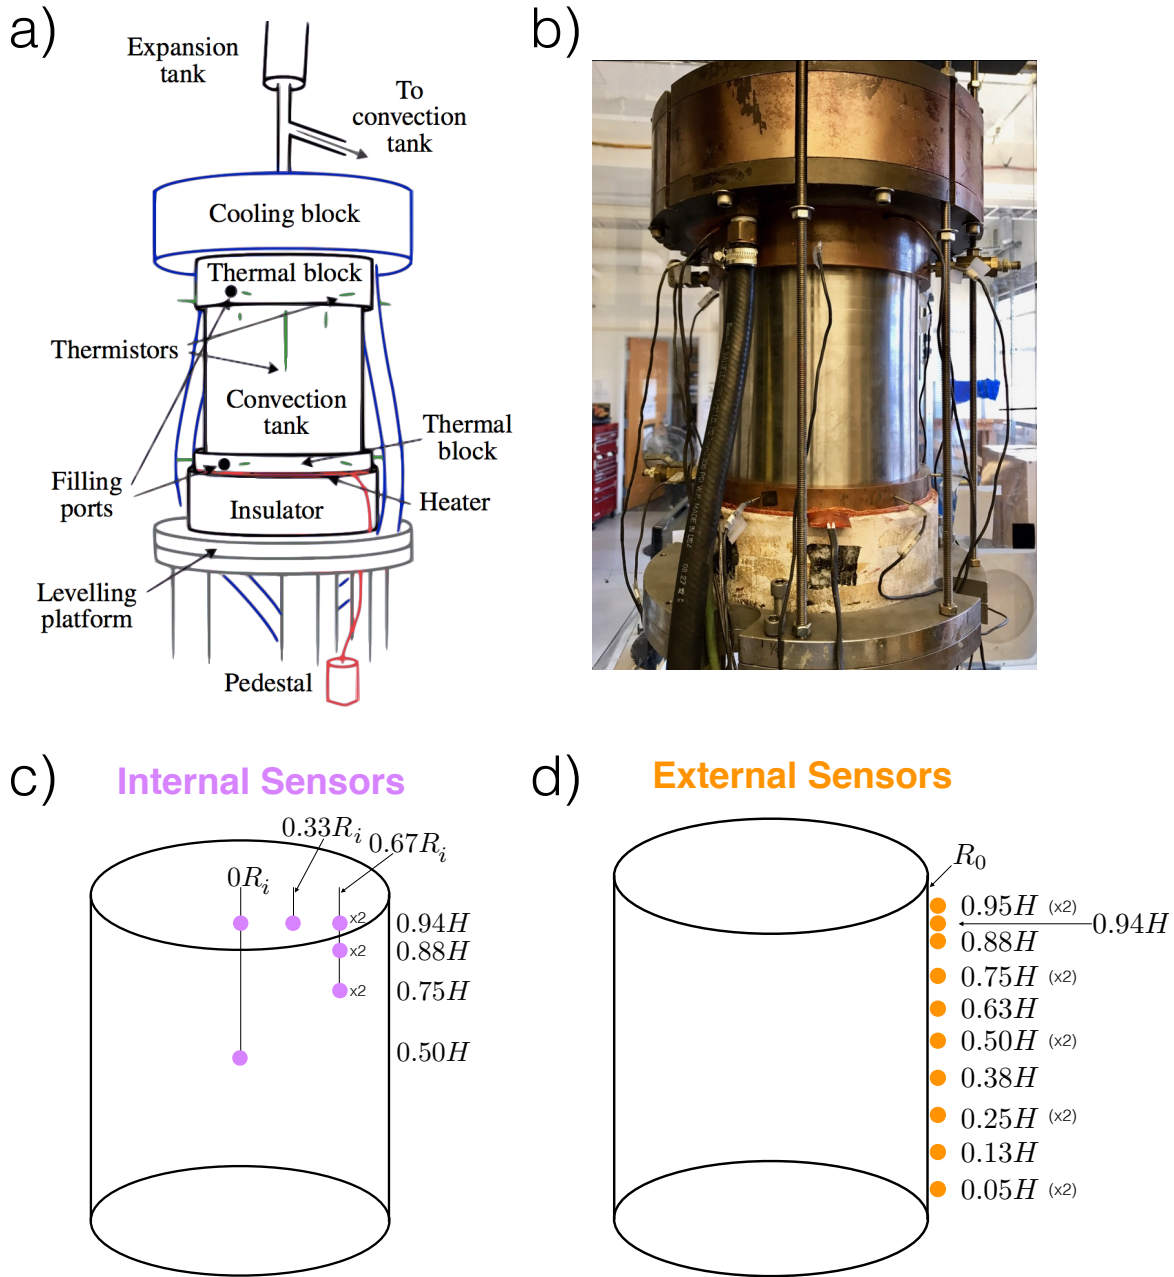 a)
Expansion
tank
To
convection
tank
Cooling block
Thermal block
Thermistors
Convection
tank
Thermal
block
Filling
ports
Heater
Insulator
Levelling
platform
Pedestal
b)
c)
Internal Sensors
0.33R_i
0.67R_i
0R_i
x2
0.94H
x2
0.88H
x2
0.75H
0.50H
d)
External Sensors
R_0
0.95H (x2)
0.94H
0.88H
0.75H (x2)
0.63H
0.50H (x2)
0.38H
0.25H (x2)
0.13H
0.05H (x2)